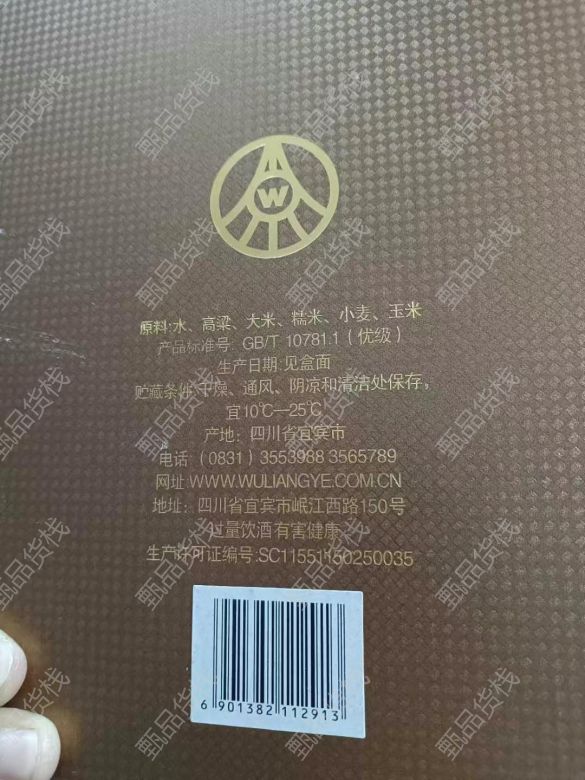 W
原料:水、高粱、大米、糯米、小麦、玉米
产品标准号: GB/T 10781.1 (优级)
生产日期:见盒面
贮藏条件:干燥、通风、阴凉和清洁处保存。
宜10℃—25℃
产地: 四川省宜宾市
电话: (0831) 3553988 3565789
网址:WWW.WULIANGYE.COM.CN
地址: 四川省宜宾市岷江西路150号
过量饮酒有害健康
生产许可证编号:SC11551150250035
6 901382 112913
甄品货栈